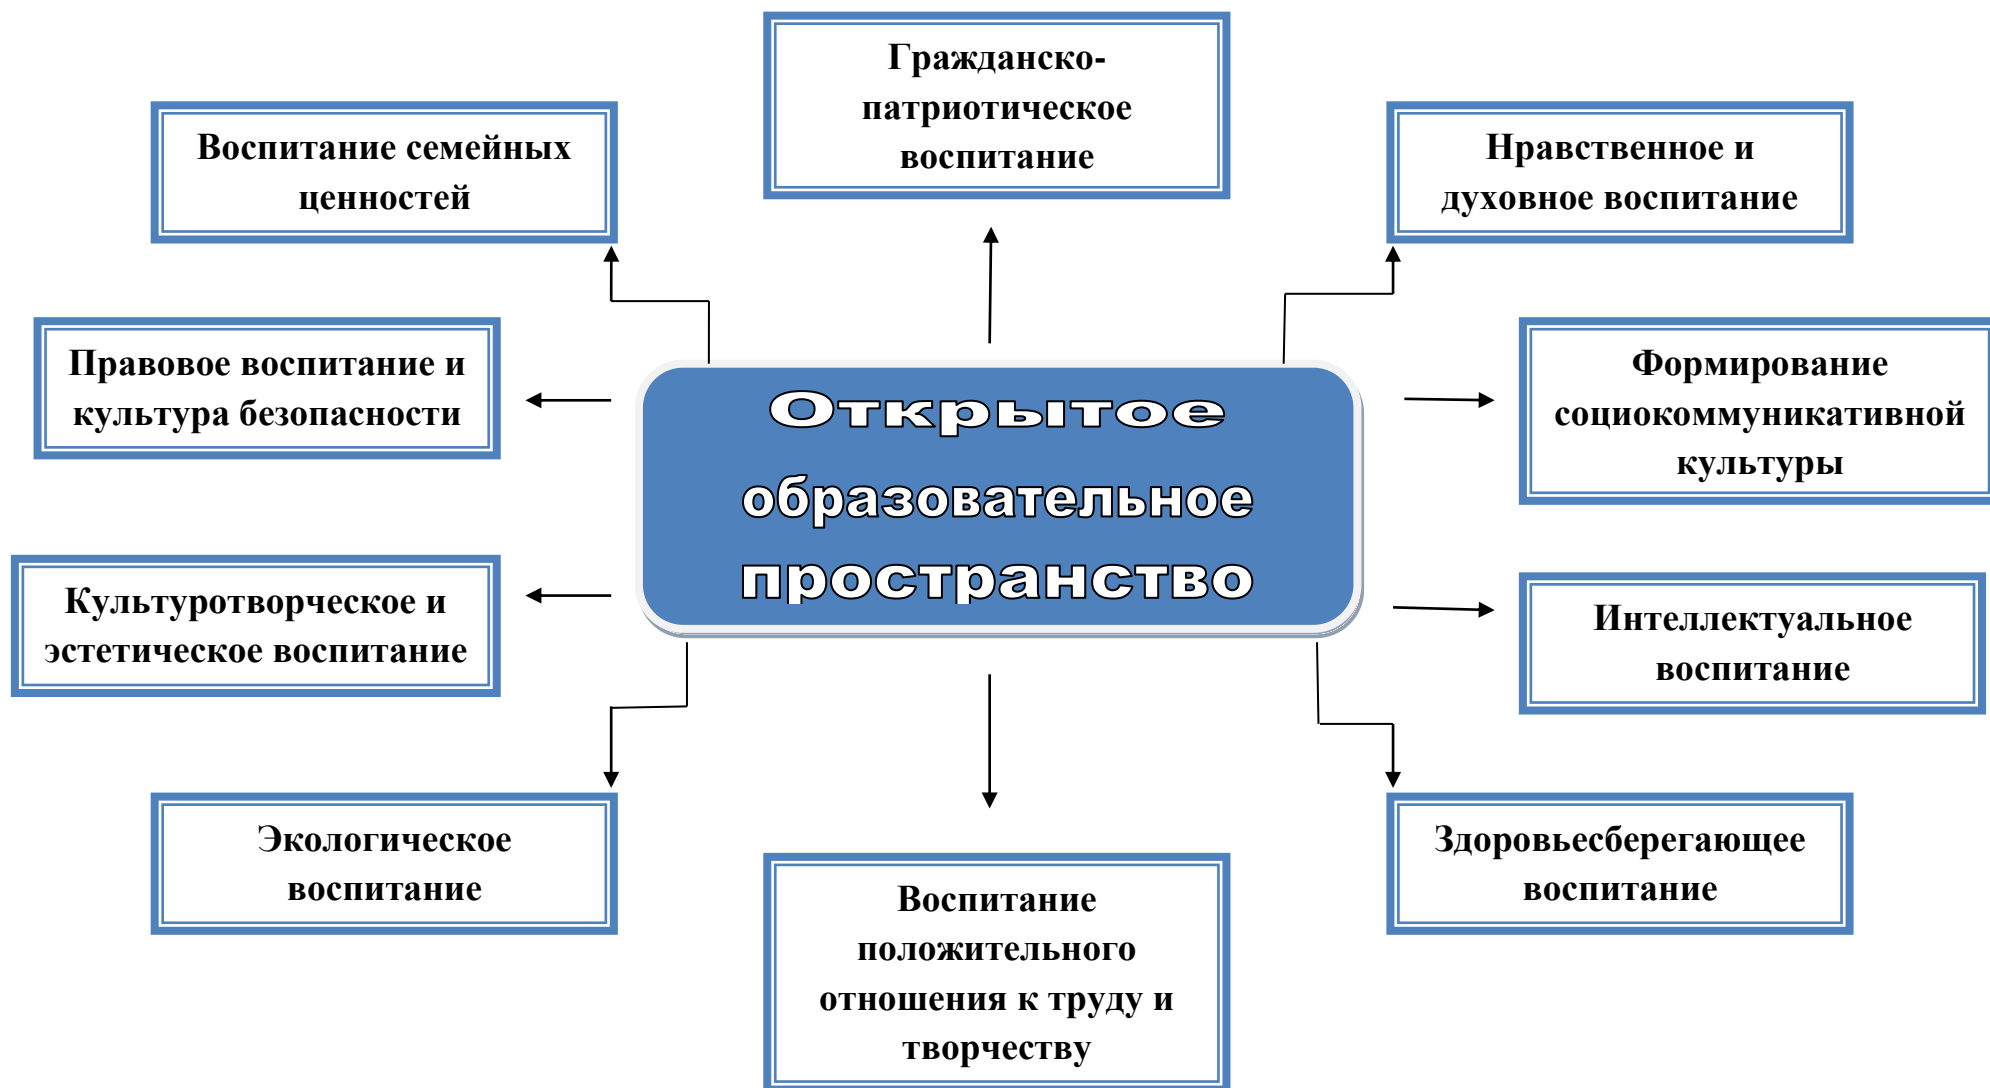 Гражданско-
патриотическое
воспитание
Воспитание семейных
ценностей
Нравственное и
духовное воспитание
Правовое воспитание и
культура безопасности
Формирование
социокоммуникативной
культуры
Открытое
образовательное
пространство
Культуротворческое и
эстетическое воспитание
Интеллектуальное
воспитание
Экологическое
воспитание
Здоровьесберегающее
воспитание
Воспитание
положительного
отношения к труду и
творчеству